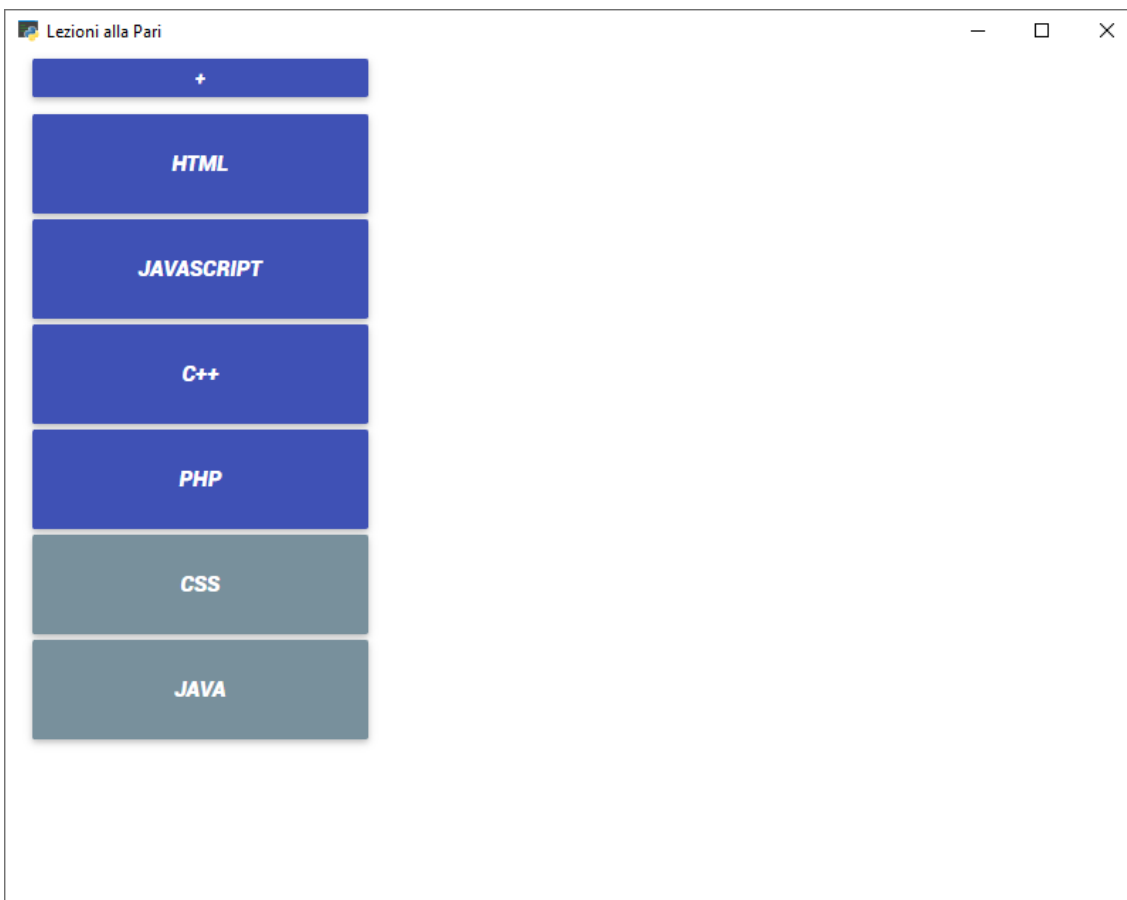 Lezioni alla Pari
+
HTML
JAVASCRIPT
C++
PHP
CSS
JAVA